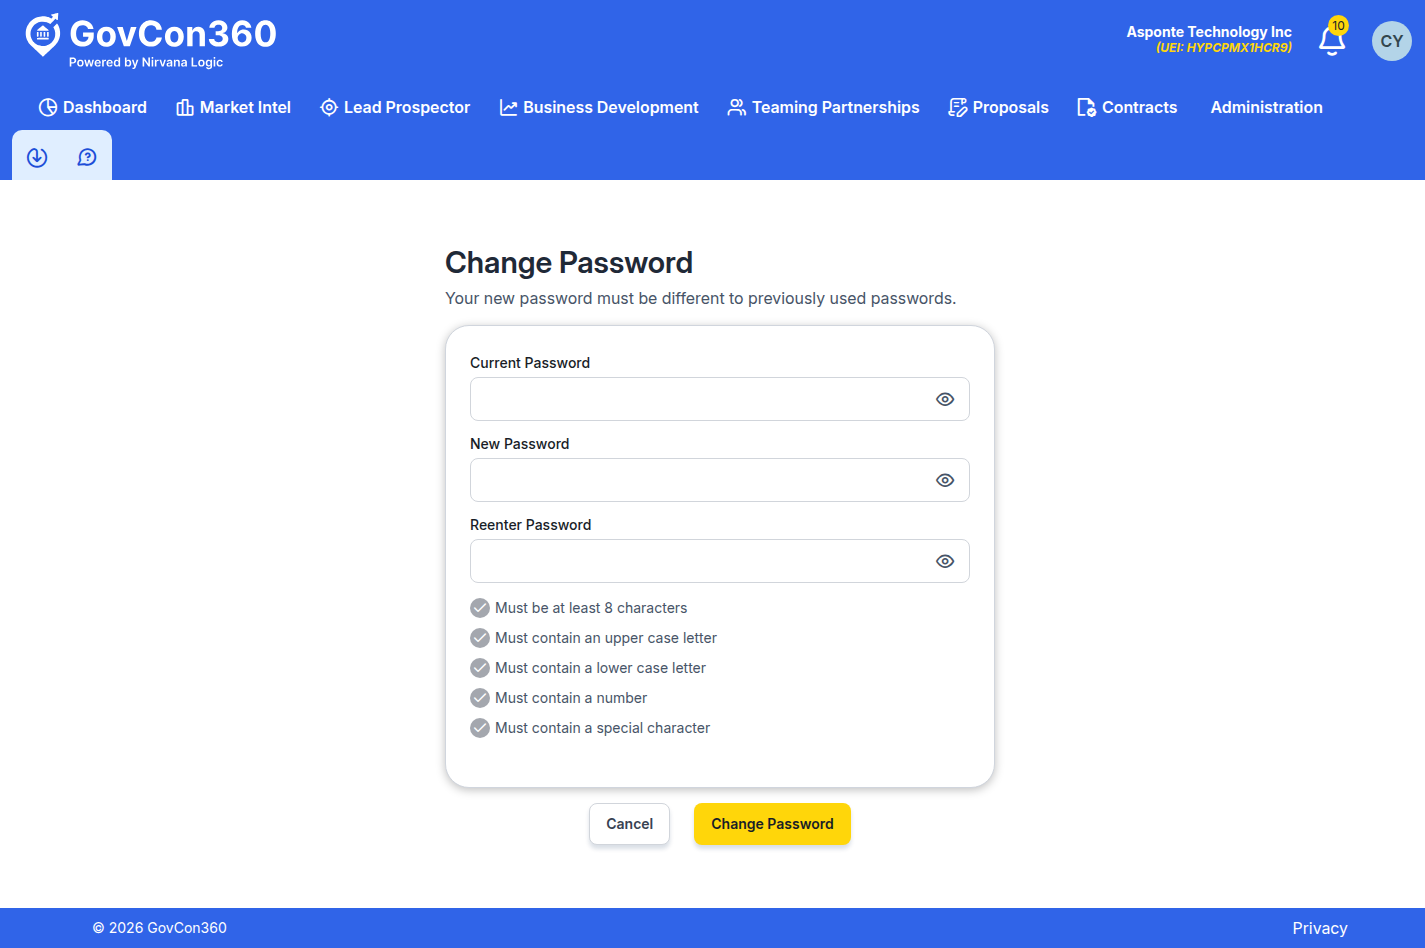 GovCon360
Powered by Nirvana Logic
Asponte Technology Inc
(UEI: HYPCPMX1HCR9)
10
CY
Dashboard
Market Intel
Lead Prospector
Business Development
Teaming Partnerships
Proposals
Contracts
Administration
Change Password
Your new password must be different to previously used passwords.
Current Password
New Password
Reenter Password
Must be at least 8 characters
Must contain an upper case letter
Must contain a lower case letter
Must contain a number
Must contain a special character
Cancel
Change Password
© 2026 GovCon360
Privacy